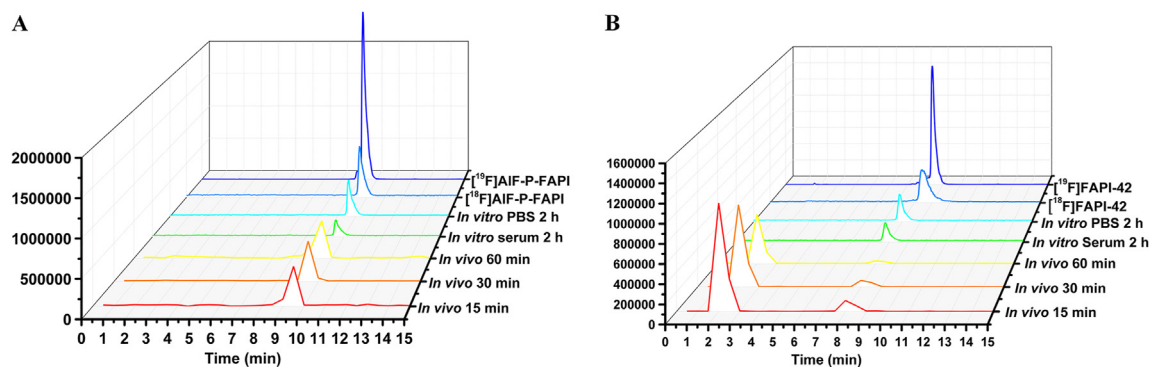 A
2000000
1500000
1000000
500000
0
0 1 2 3 4 5 6 7 8 9 10 11 12 13 14 15
Time (min)
[¹⁹F]AlF-P-FAPI
[¹⁸F]AlF-P-FAPI
In vitro PBS 2 h
In vitro serum 2 h
In vivo 60 min
In vivo 30 min
In vivo 15 min
B
1600000
1400000
1200000
1000000
800000
600000
400000
200000
0
0 1 2 3 4 5 6 7 8 9 10 11 12 13 14 15
Time (min)
[¹⁹F]FAPI-42
[¹⁸F]FAPI-42
In vitro PBS 2 h
In vitro Serum 2 h
In vivo 60 min
In vivo 30 min
In vivo 15 min